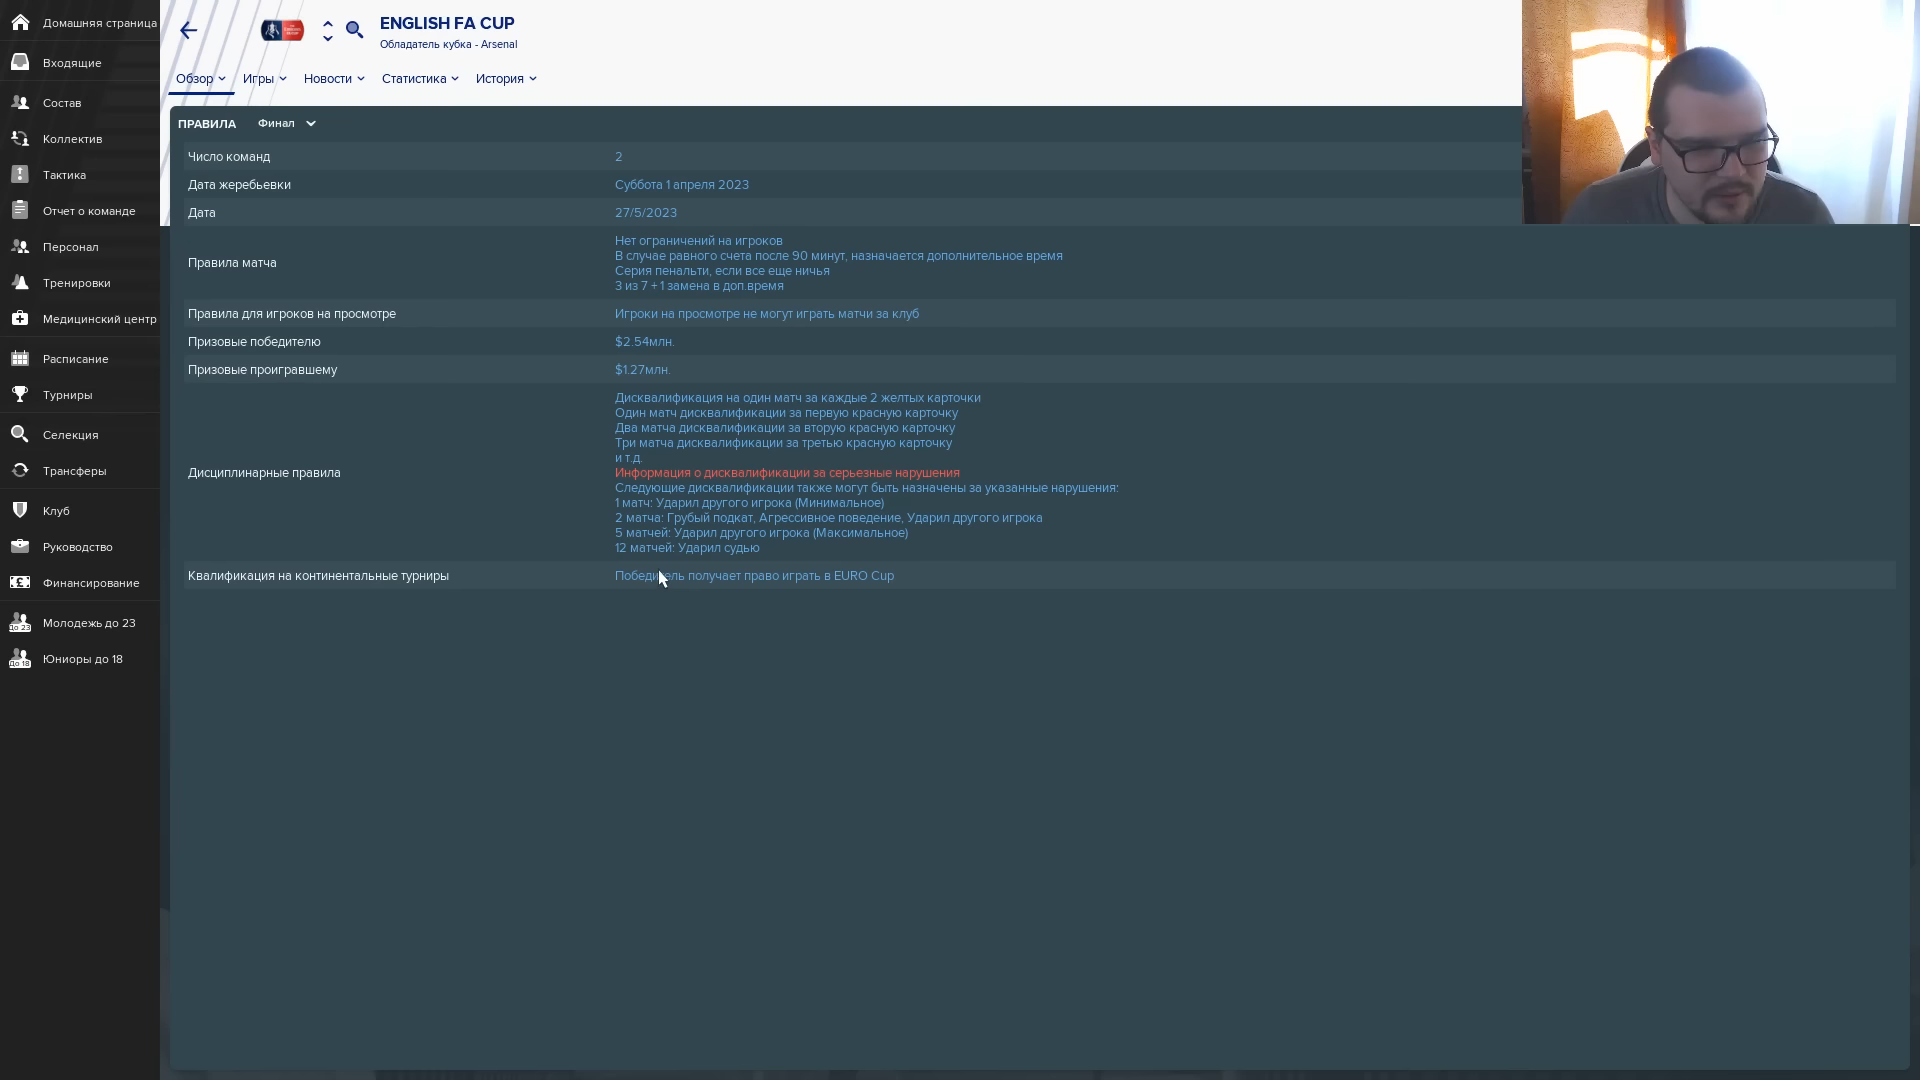 Домашняя страница
Входящие
Состав
Коллектив
Тактика
Отчет о команде
Персонал
Тренировки
Медицинский центр
Расписание
Турниры
Селекция
Трансферы
Клуб
Руководство
Финансирование
До 23
Молодежь до 23
До 18
Юниоры до 18
ENGLISH FA CUP
Обладатель кубка - Arsenal
Обзор Игры Новости Статистика История
ПРАВИЛА Финал
Число команд 2
Дата жеребьевки Суббота 1 апреля 2023
Дата 27/5/2023
Правила матча
Нет ограничений на игроков
В случае равного счета после 90 минут, назначается дополнительное время
Серия пенальти, если все еще ничья
3 из 7 + 1 замена в доп.время
Правила для игроков на просмотре Игроки на просмотре не могут играть матчи за клуб
Призовые победителю $2.54млн.
Призовые проигравшему $1.27млн.
Дисциплинарные правила
Дисквалификация на один матч за каждые 2 желтых карточки
Один матч дисквалификации за первую красную карточку
Два матча дисквалификации за вторую красную карточку
Три матча дисквалификации за третью красную карточку
и т.д.
Информация о дисквалификации за серьезные нарушения
Следующие дисквалификации также могут быть назначены за указанные нарушения:
1 матч: Ударил другого игрока (Минимальное)
2 матча: Грубый подкат, Агрессивное поведение, Ударил другого игрока
5 матчей: Ударил другого игрока (Максимальное)
12 матчей: Ударил судью
Квалификация на континентальные турниры Победитель получает право играть в EURO Cup